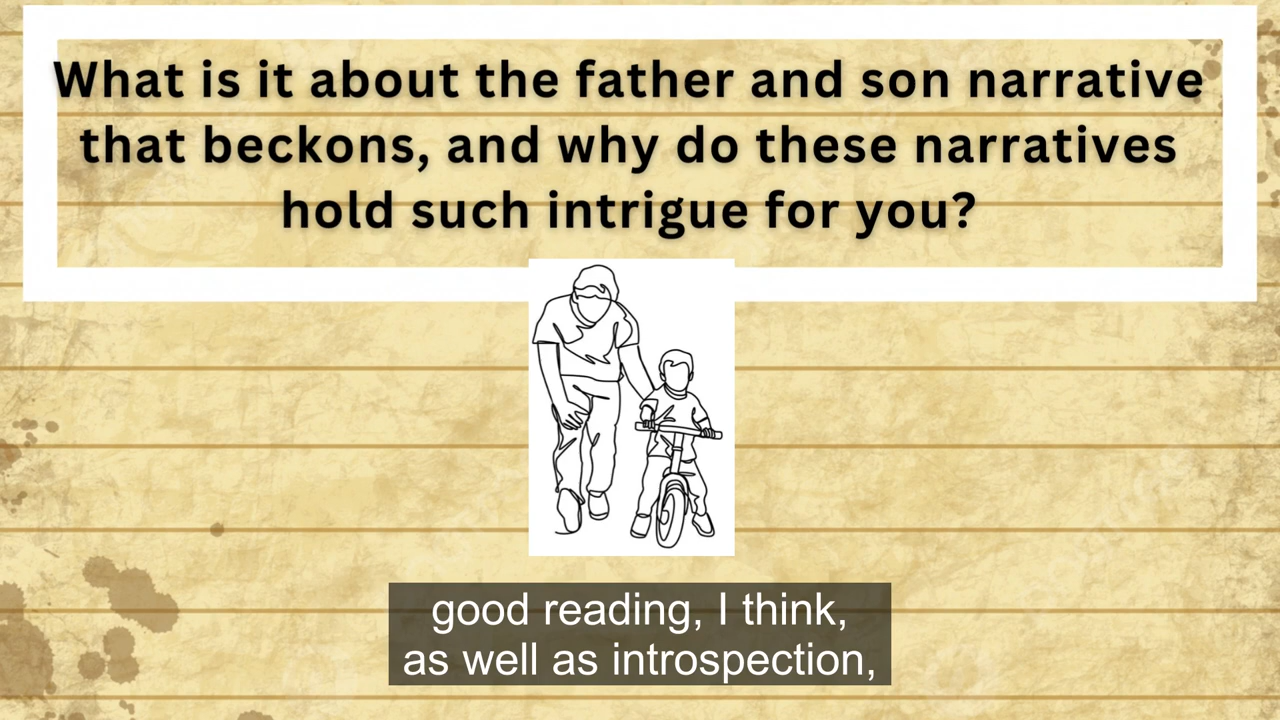 What is it about the father and son narrative
that beckons, and why do these narratives
hold such intrigue for you?
good reading, I think,
as well as introspection,